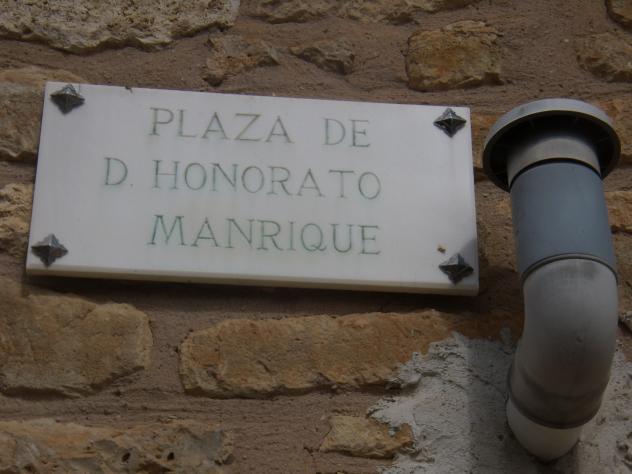 PLAZA DE
D. HONORATO
MANRIQUE